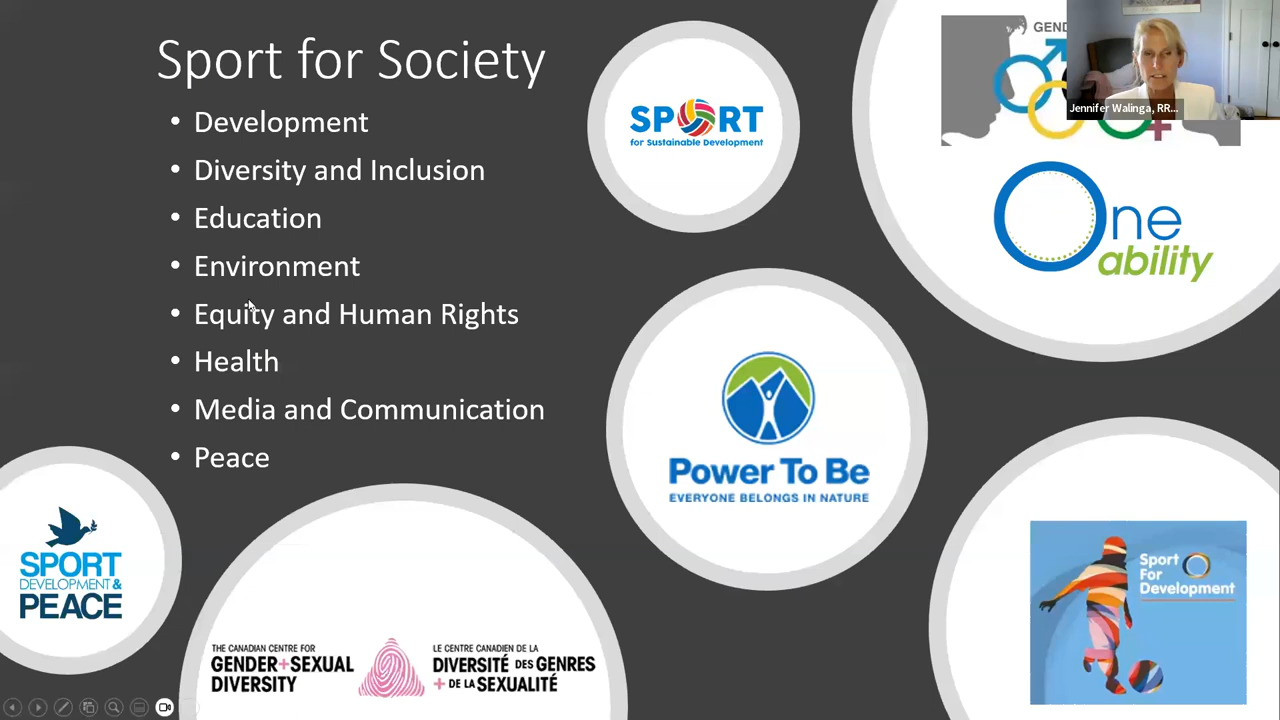 Sport for Society
• Development
• Diversity and Inclusion
• Education
• Environment
• Equity and Human Rights
• Health
• Media and Communication
• Peace
SPORT
for Sustainable Development
GEND
Jennifer Walinga, RR...
One
ability
Power To Be
EVERYONE BELONGS IN NATURE
SPORT
DEVELOPMENT &
PEACE
THE CANADIAN CENTRE FOR
GENDER+SEXUAL
DIVERSITY
LE CENTRE CANADIEN DE LA
DIVERSITÉ DES GENRES
+ DE LA SEXUALITÉ
Sport
For
Development